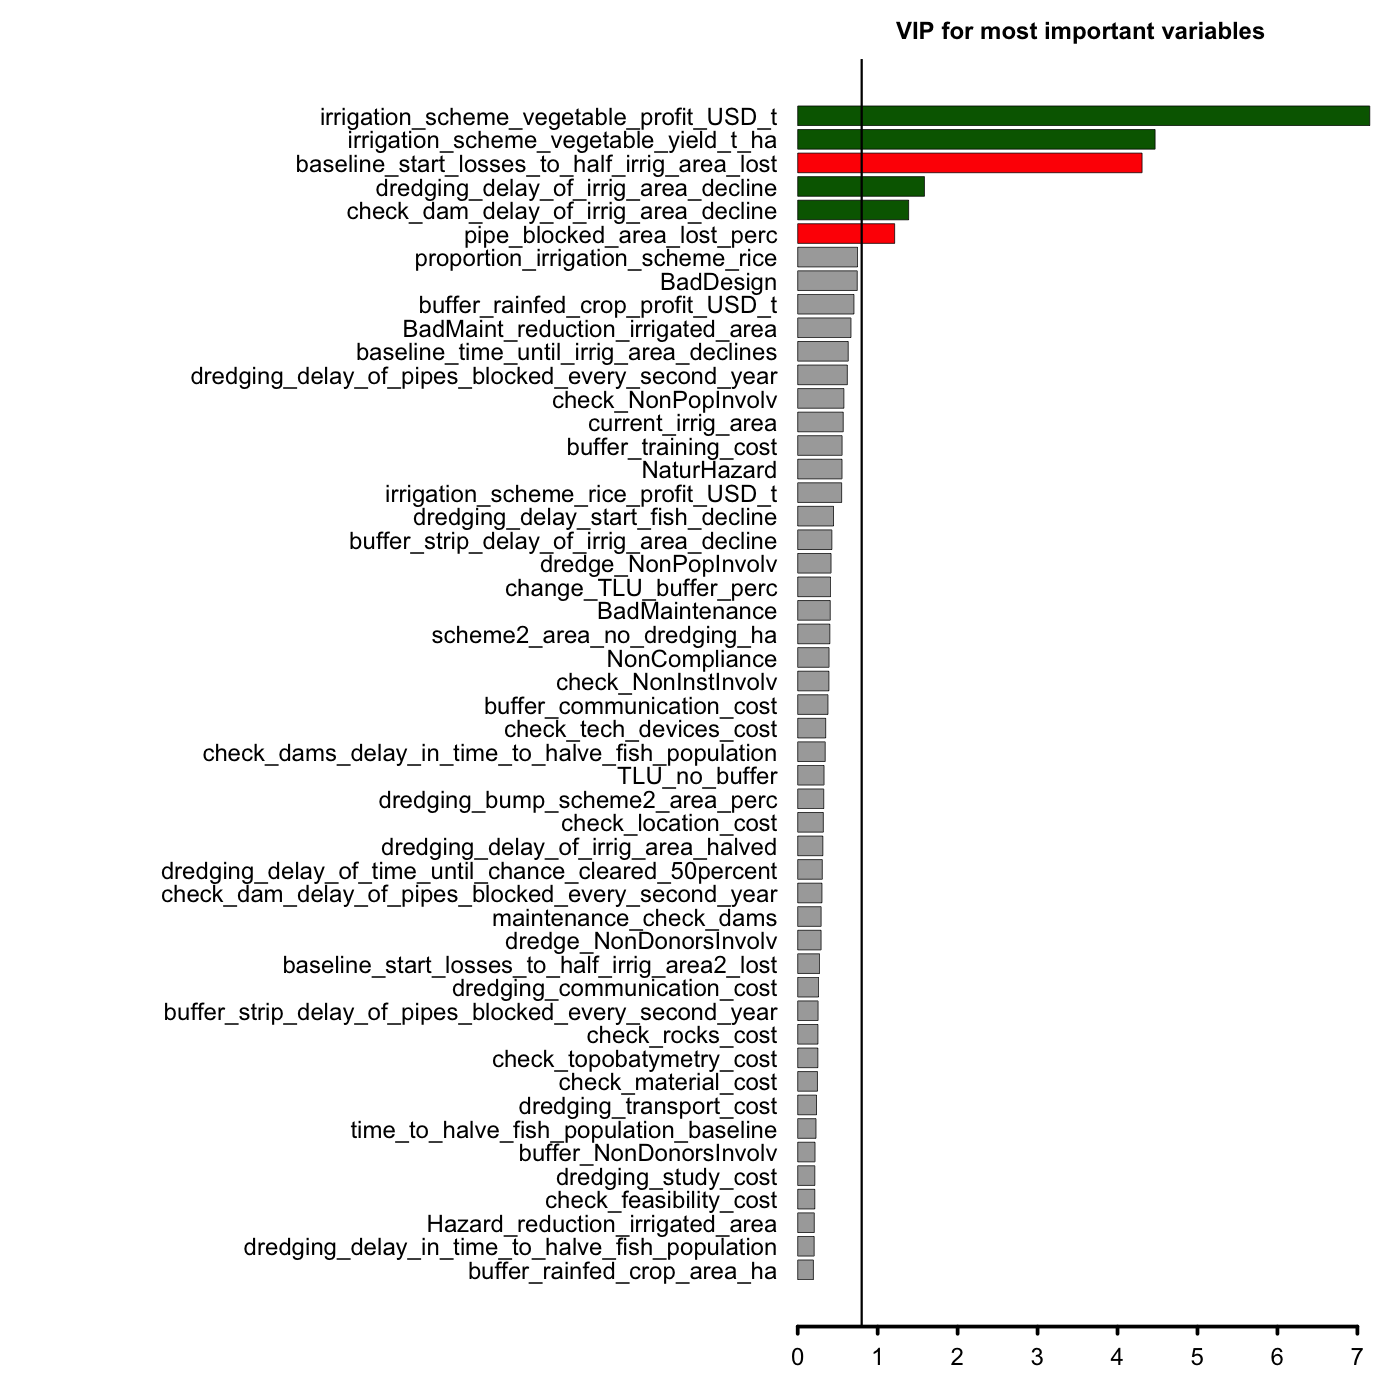 VIP for most important variables
irrigation_scheme_vegetable_profit_USD_t
irrigation_scheme_vegetable_yield_t_ha
baseline_start_losses_to_half_irrig_area_lost
dredging_delay_of_irrig_area_decline
check_dam_delay_of_irrig_area_decline
pipe_blocked_area_lost_perc
proportion_irrigation_scheme_rice
BadDesign
buffer_rainfed_crop_profit_USD_t
BadMaint_reduction_irrigated_area
baseline_time_until_irrig_area_declines
dredging_delay_of_pipes_blocked_every_second_year
check_NonPopInvolv
current_irrig_area
buffer_training_cost
NaturHazard
irrigation_scheme_rice_profit_USD_t
dredging_delay_start_fish_decline
buffer_strip_delay_of_irrig_area_decline
dredge_NonPopInvolv
change_TLU_buffer_perc
BadMaintenance
scheme2_area_no_dredging_ha
NonCompliance
check_NonInstInvolv
buffer_communication_cost
check_tech_devices_cost
check_dams_delay_in_time_to_halve_fish_population
TLU_no_buffer
dredging_bump_scheme2_area_perc
check_location_cost
dredging_delay_of_irrig_area_halved
dredging_delay_of_time_until_chance_cleared_50percent
check_dam_delay_of_pipes_blocked_every_second_year
maintenance_check_dams
dredge_NonDonorsInvolv
baseline_start_losses_to_half_irrig_area2_lost
dredging_communication_cost
buffer_strip_delay_of_pipes_blocked_every_second_year
check_rocks_cost
check_topobatymetry_cost
check_material_cost
dredging_transport_cost
time_to_halve_fish_population_baseline
buffer_NonDonorsInvolv
dredging_study_cost
check_feasibility_cost
Hazard_reduction_irrigated_area
dredging_delay_in_time_to_halve_fish_population
buffer_rainfed_crop_area_ha
0 1 2 3 4 5 6 7